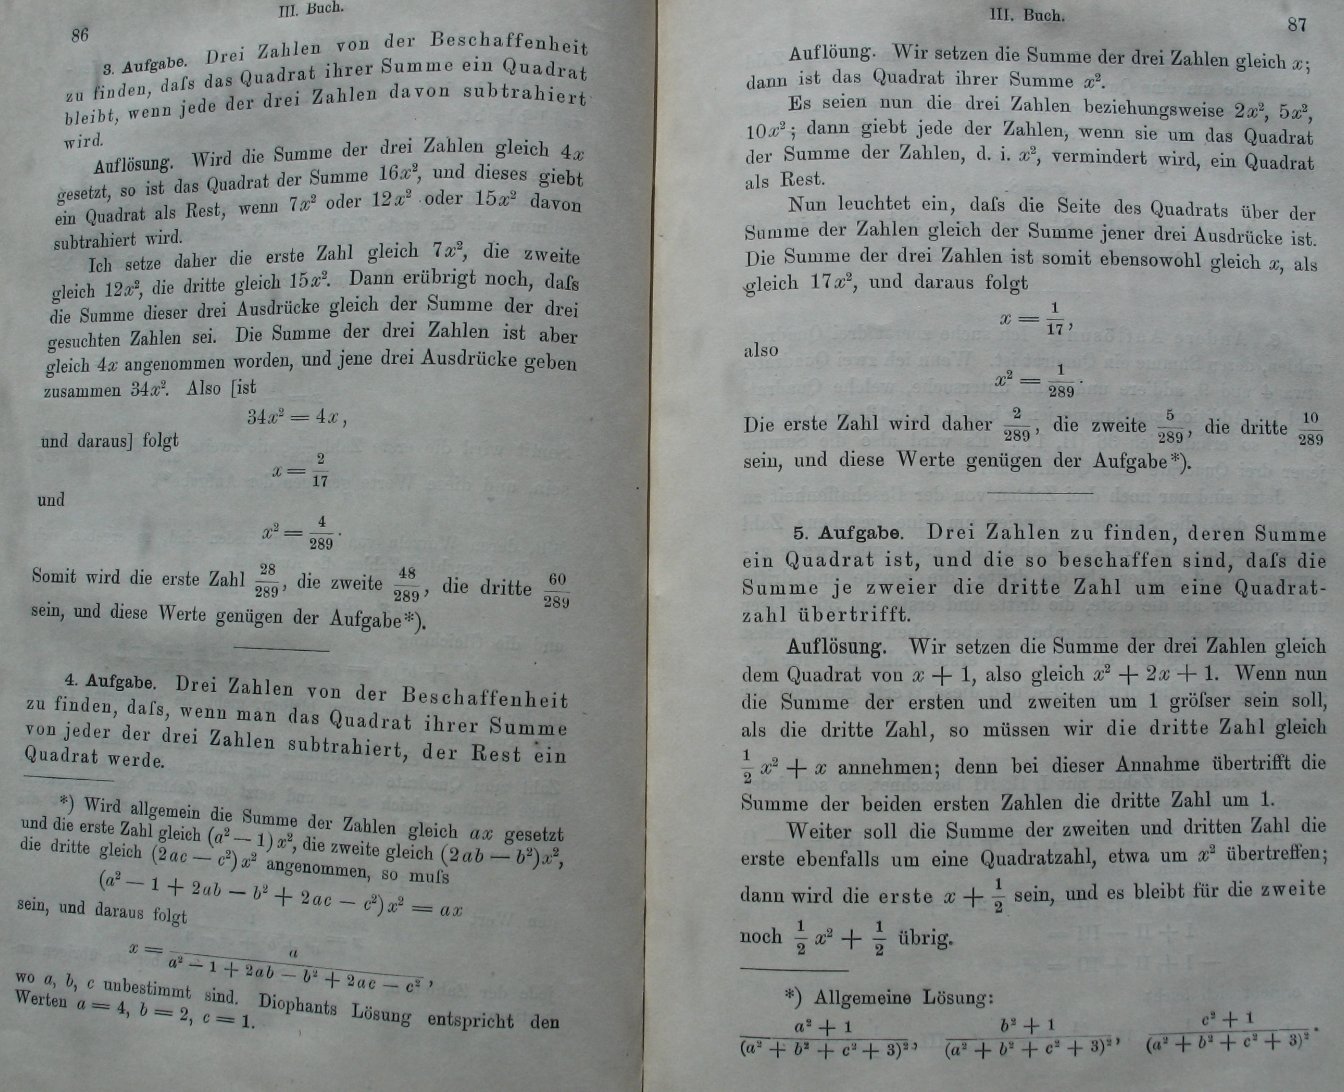 86
III. Buch.
3. Aufgabe. Drei Zahlen von der Beschaffenheit
zu finden, daſs das Quadrat ihrer Summe ein Quadrat
bleibt, wenn jede der drei Zahlen davon subtrahiert
wird.
Auflösung. Wird die Summe der drei Zahlen gleich 4x
gesetzt, so ist das Quadrat der Summe 16x², und dieses giebt
ein Quadrat als Rest, wenn 7x² oder 12x² oder 15x² davon
subtrahiert wird.
Ich setze daher die erste Zahl gleich 7x², die zweite
gleich 12x², die dritte gleich 15x². Dann erübrigt noch, daſs
die Summe dieser drei Ausdrücke gleich der Summe der drei
gesuchten Zahlen sei. Die Summe der drei Zahlen ist aber
gleich 4x angenommen worden, und jene drei Ausdrücke geben
zusammen 34x². Also [ist
34x² = 4x,
und daraus] folgt
x = 2/17
und
x² = 4/289.
Somit wird die erste Zahl 28/289, die zweite 48/289, die dritte 60/289
sein, und diese Werte genügen der Aufgabe*).
4. Aufgabe. Drei Zahlen von der Beschaffenheit
zu finden, daſs, wenn man das Quadrat ihrer Summe
von jeder der drei Zahlen subtrahiert, der Rest ein
Quadrat werde.
*) Wird allgemein die Summe der Zahlen gleich ax gesetzt
und die erste Zahl gleich (a² — 1)x², die zweite gleich (2ab — b²)x²,
die dritte gleich (2ac — c²)x² angenommen, so muſs
(a² — 1 + 2ab — b² + 2ac — c²)x² = ax
sein, und daraus folgt
x = a/(a² — 1 + 2ab — b² + 2ac — c²),
wo a, b, c unbestimmt sind. Diophants Lösung entspricht den
Werten a = 4, b = 2, c = 1.
III. Buch.
87
Auflöung. Wir setzen die Summe der drei Zahlen gleich x;
dann ist das Quadrat ihrer Summe x².
Es seien nun die drei Zahlen beziehungsweise 2x², 5x²,
10x²; dann giebt jede der Zahlen, wenn sie um das Quadrat
der Summe der Zahlen, d. i. x², vermindert wird, ein Quadrat
als Rest.
Nun leuchtet ein, daſs die Seite des Quadrats über der
Summe der Zahlen gleich der Summe jener drei Ausdrücke ist.
Die Summe der drei Zahlen ist somit ebensowohl gleich x, als
gleich 17x², und daraus folgt
x = 1/17,
also
x² = 1/289.
Die erste Zahl wird daher 2/289, die zweite 5/289, die dritte 10/289
sein, und diese Werte genügen der Aufgabe*).
5. Aufgabe. Drei Zahlen zu finden, deren Summe
ein Quadrat ist, und die so beschaffen sind, daſs die
Summe je zweier die dritte Zahl um eine Quadrat-
zahl übertrifft.
Auflösung. Wir setzen die Summe der drei Zahlen gleich
dem Quadrat von x + 1, also gleich x² + 2x + 1. Wenn nun
die Summe der ersten und zweiten um 1 gröſser sein soll,
als die dritte Zahl, so müssen wir die dritte Zahl gleich
1/2 x² + x annehmen; denn bei dieser Annahme übertrifft die
Summe der beiden ersten Zahlen die dritte Zahl um 1.
Weiter soll die Summe der zweiten und dritten Zahl die
erste ebenfalls um eine Quadratzahl, etwa um x² übertreffen;
dann wird die erste x + 1/2 sein, und es bleibt für die zweite
noch 1/2 x² + 1/2 übrig.
*) Allgemeine Lösung:
(a² + 1)/(a² + b² + c² + 3)², (b² + 1)/(a² + b² + c² + 3)², (c² + 1)/(a² + b² + c² + 3)².